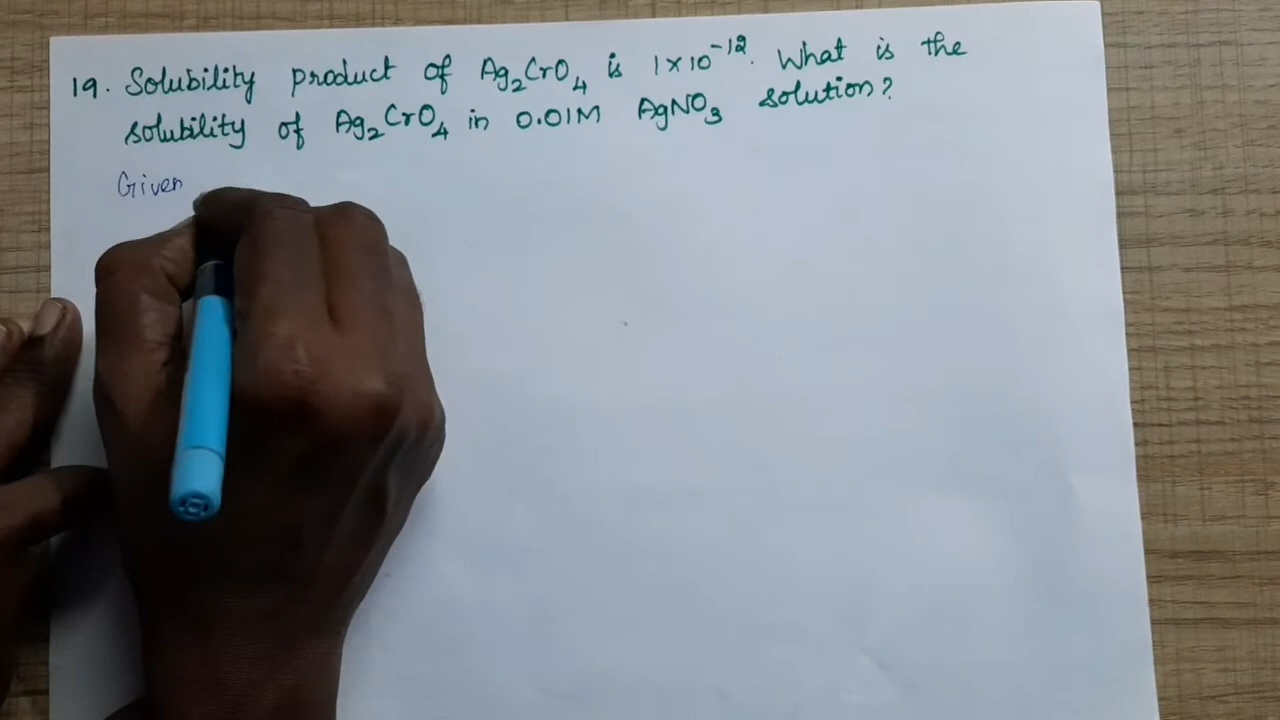 19. Solubility product of Ag₂CrO₄ is 1×10⁻¹². What is the
solubility of Ag₂CrO₄ in 0.01M AgNO₃ solution?
Given